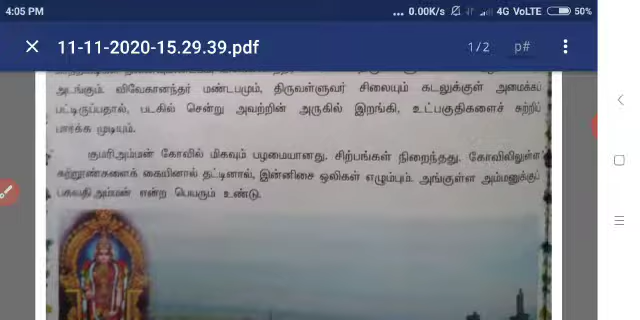 4:05 PM ... 0.00K/s 4G VoLTE 50%
11-11-2020-15.29.39.pdf 1/2 p#
அடங்கும். விவேகானந்தர் மண்டபமும், திருவள்ளுவர் சிலையும் கடலுக்குள் அமைக்கப்
பட்டிருப்பதால், படகில் சென்று அவற்றின் அருகில் இறங்கி, உட்பகுதிகளைச் சுற்றிப்
பார்க்க முடியும்.
குமரிஅம்மன் கோவில் மிகவும் பழமையானது. சிற்பங்கள் நிறைந்தது. கோவிலிலுள்ள
கற்றூண்களைக் கையினால் தட்டினால், இன்னிசை ஒலிகள் எழும்பும். அங்குள்ள அம்மனுக்குப்
பகவதி அம்மன் என்ற பெயரும் உண்டு.